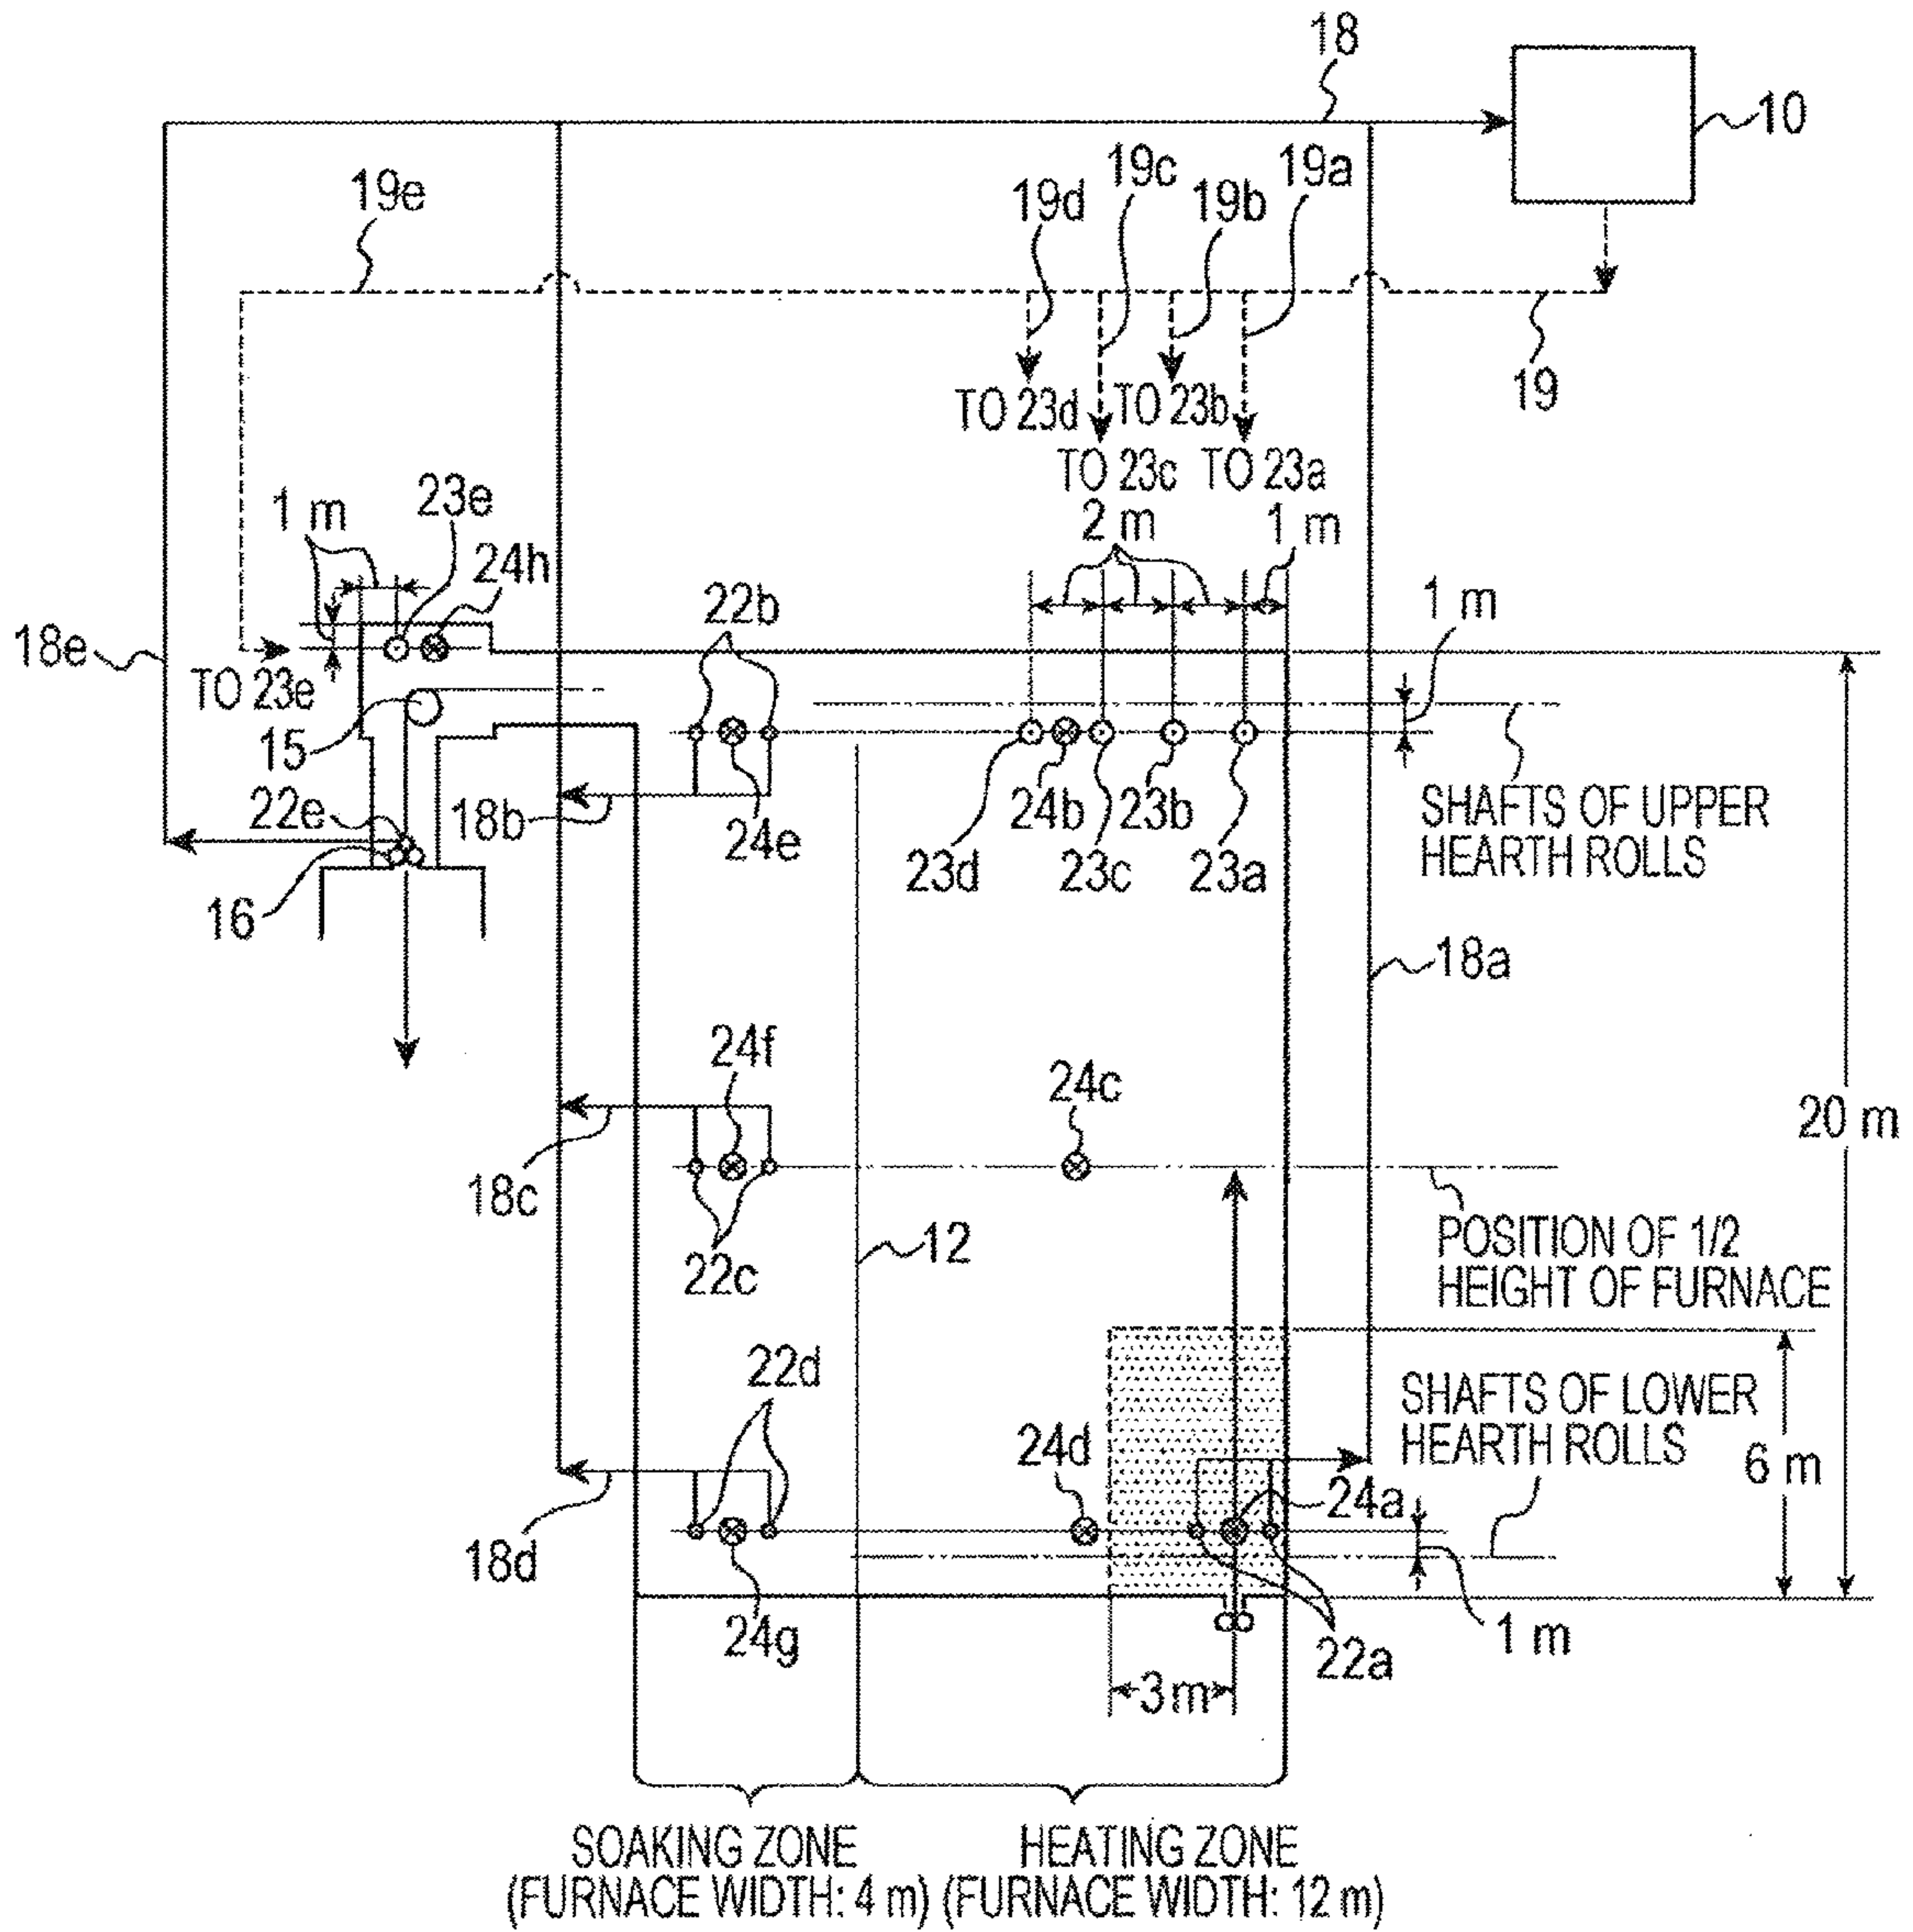 18
10
19e
19d
19c
19b
19a
19
TO 23d
TO 23b
TO 23c
TO 23a
1 m
23e
24h
2 m
1 m
22b
1 m
18e
TO 23e
15
22e
18b
24e
24b
23b
23d
23c
23a
SHAFTS OF UPPER
HEARTH ROLLS
16
18a
24f
24c
20 m
18c
22c
12
POSITION OF 1/2
HEIGHT OF FURNACE
22d
24d
SHAFTS OF LOWER
HEARTH ROLLS
6 m
24a
18d
24g
22a
1 m
3 m
SOAKING ZONE
(FURNACE WIDTH: 4 m)
HEATING ZONE
(FURNACE WIDTH: 12 m)